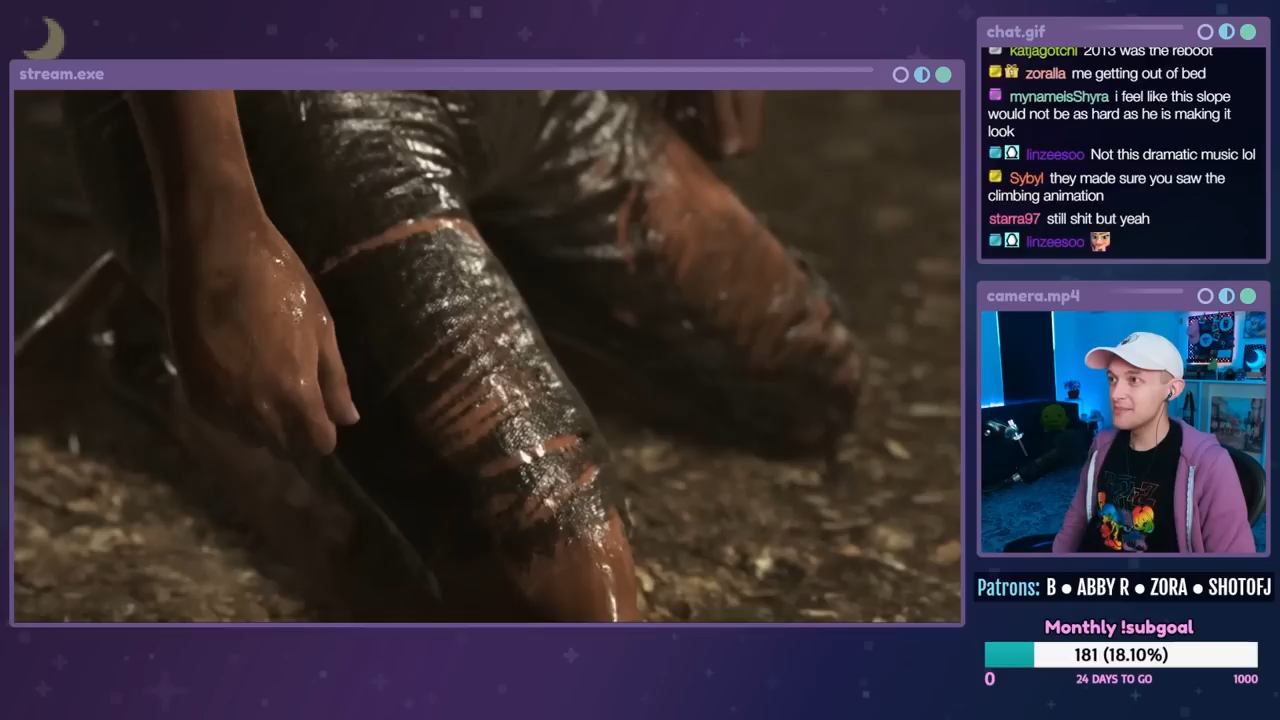 stream.exe
chat.gif
katjagotchi 2013 was the reboot
zoralla me getting out of bed
mynameisShyra i feel like this slope
would not be as hard as he is making it
look
linzeesoo Not this dramatic music lol
Sybyl they made sure you saw the
climbing animation
starra97 still shit but yeah
linzeesoo
camera.mp4
Patrons: B ● ABBY R ● ZORA ● SHOTOFJ
Monthly !subgoal
181 (18.10%)
0 24 DAYS TO GO 1000